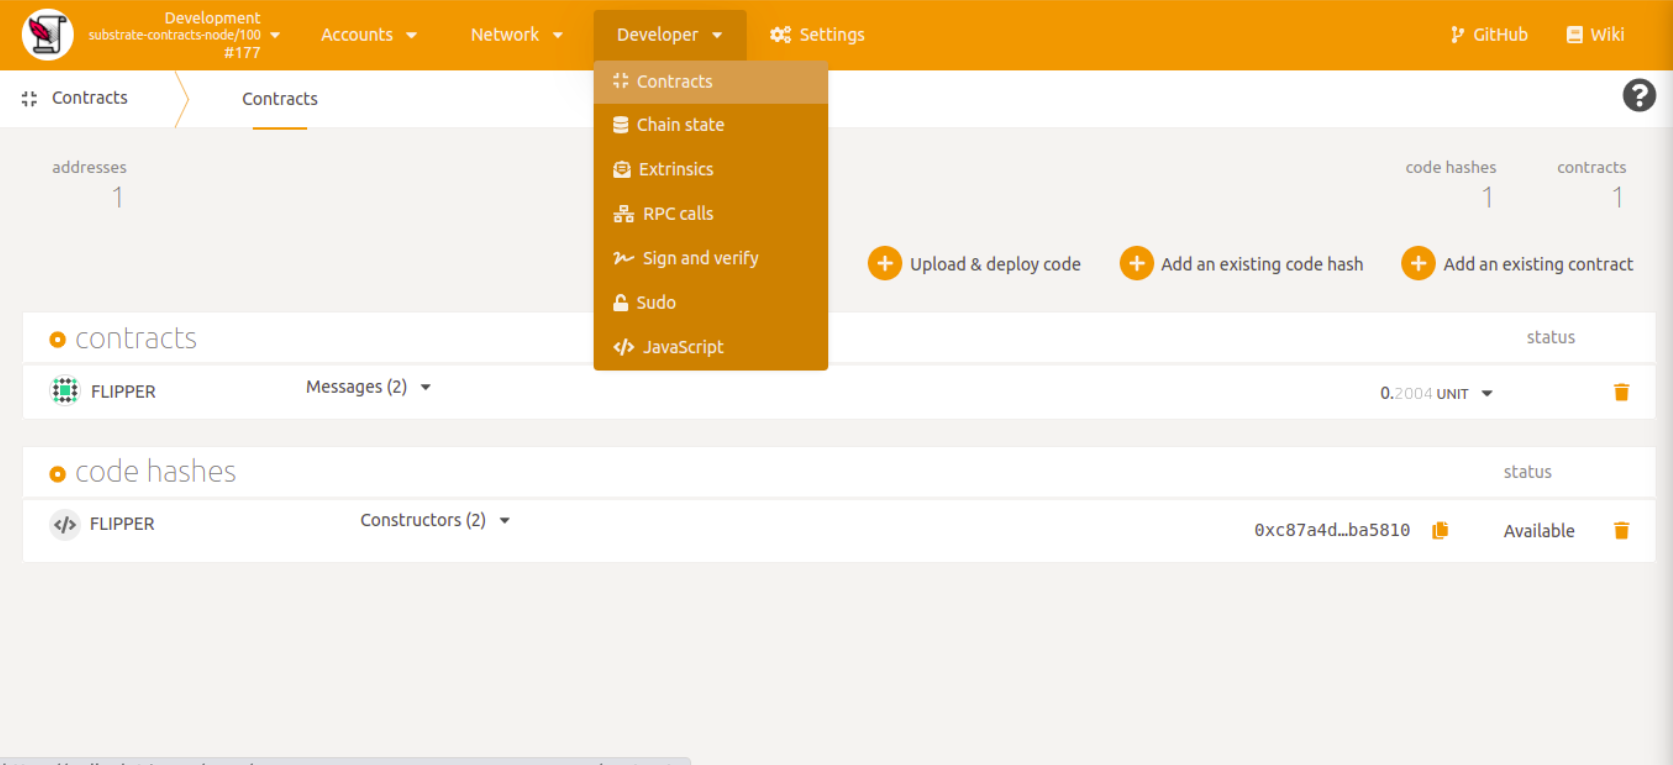 Development
substrate-contracts-node/100
#177
Accounts
Network
Developer
Settings
GitHub
Wiki
Contracts
Contracts
Contracts
Chain state
Extrinsics
RPC calls
Sign and verify
Sudo
JavaScript
addresses
1
code hashes
1
contracts
1
Upload & deploy code
Add an existing code hash
Add an existing contract
contracts
status
FLIPPER
Messages (2)
0.2004 UNIT
code hashes
status
FLIPPER
Constructors (2)
0xc87a4d…ba5810
Available